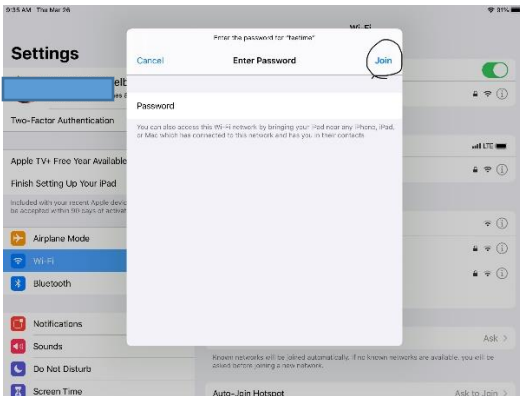 9:35 AM Thu Mar 26
31%
Wi-Fi
Settings
Enter the password for "teetime"
Cancel
Enter Password
Join
Password
You can also access this Wi-Fi network by bringing your iPad near any iPhone, iPad,
or Mac which has connected to this network and has you in their contacts.
Two-Factor Authentication
Apple TV+ Free Year Available
Finish Setting Up Your iPad
Included with your recent Apple devic
be accepted within 90 days of activat
LTE
Airplane Mode
Wi-Fi
Bluetooth
Notifications
Sounds
Do Not Disturb
Screen Time
Ask
Known networks will be joined automatically. If no known networks are available, you will be
asked before joining a new network.
Auto-Join Hotspot
Ask to Join